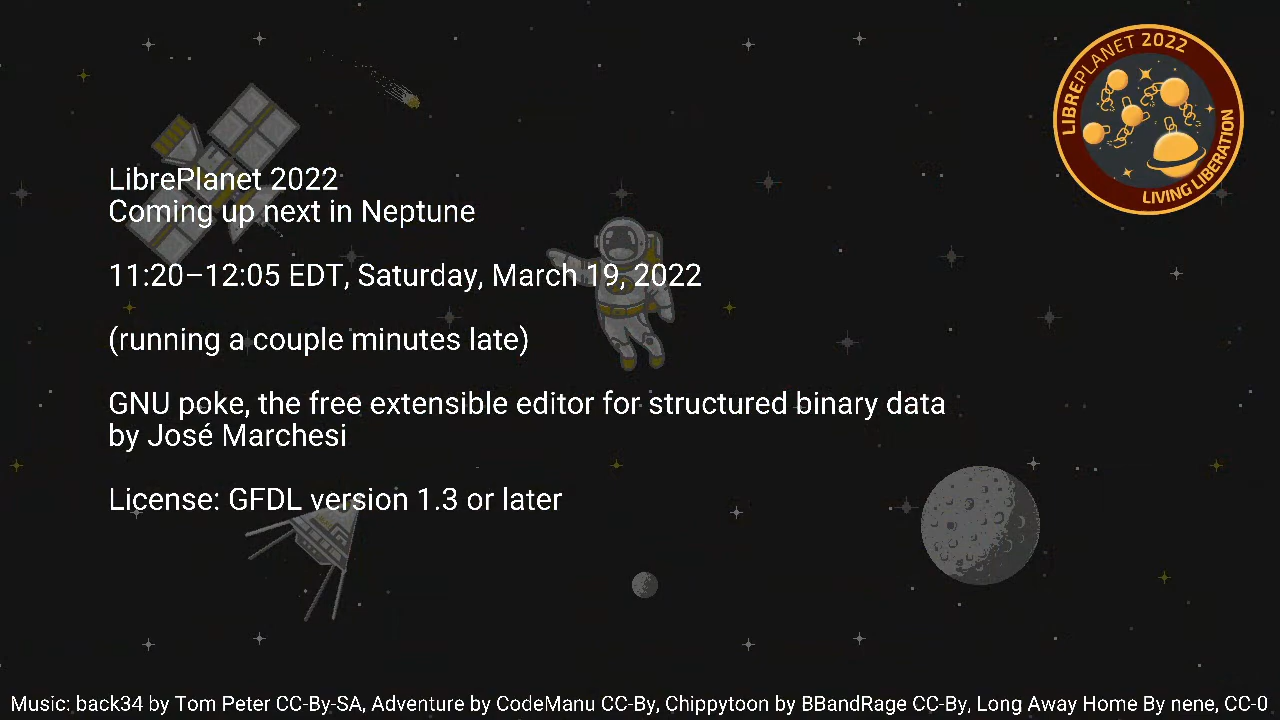 LIBREPLANET 2022
LIVING LIBERATION
LibrePlanet 2022
Coming up next in Neptune
11:20–12:05 EDT, Saturday, March 19, 2022
(running a couple minutes late)
GNU poke, the free extensible editor for structured binary data
by José Marchesi
License: GFDL version 1.3 or later
Music: back34 by Tom Peter CC-By-SA, Adventure by CodeManu CC-By, Chippytoon by BBandRage CC-By, Long Away Home By nene, CC-0